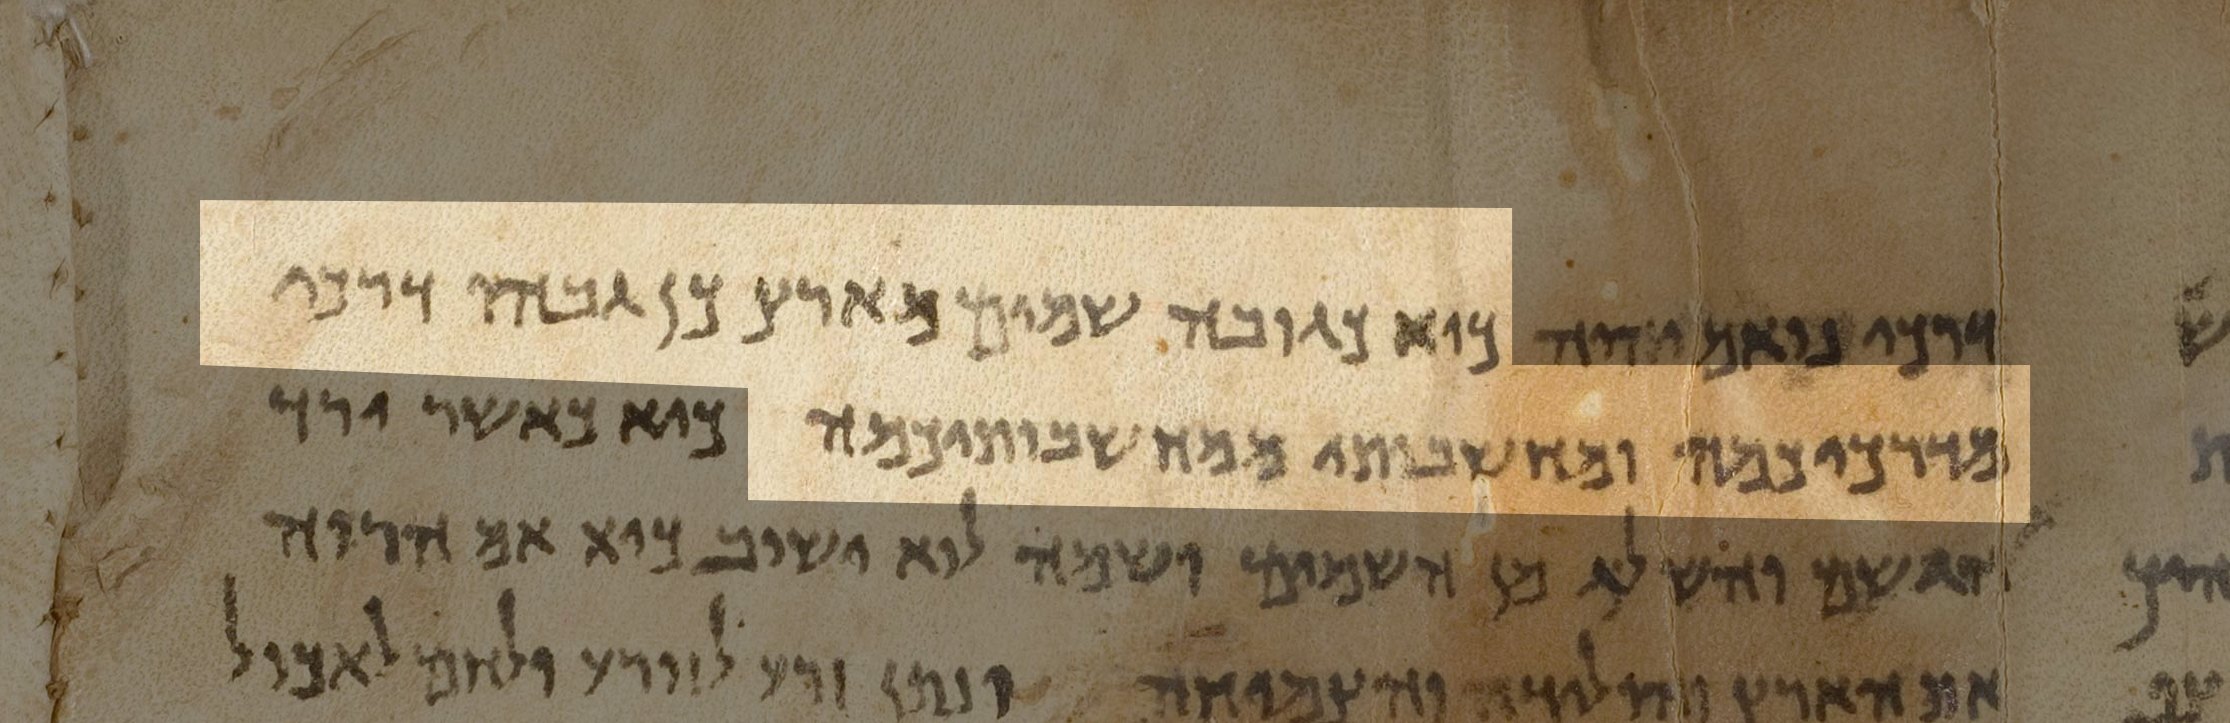 דרכי נואם יהוה כיא כגובה שמים מארץ כן גבהו דרכי
מדרכיכמה ומחשבותי ממחשבותיכמה כיא כאשר ירד
הגשם והשלג מן השמים ושמה לוא ישוב כיא אם הרוה
את הארץ והולידה והצמיחה ונתן זרע לזורע ולחם לאכול